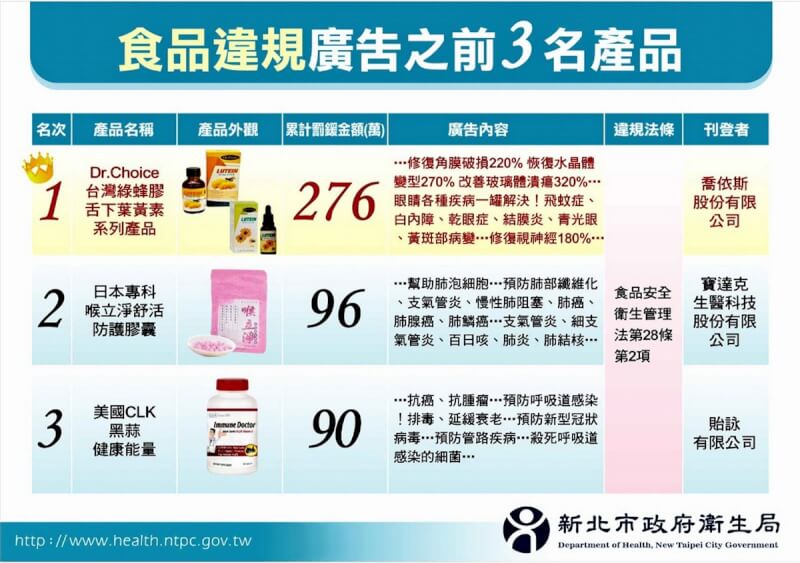 食品違規廣告之前3名產品
名次 產品名稱 產品外觀 累計罰鍰金額(萬) 廣告內容 違規法條 刊登者
1
Dr.Choice
台灣綠蜂膠
舌下葉黃素
系列產品
LUTEIN
LUTEIN
276
⋯修復角膜破損220% 恢復水晶體
變型270% 改善玻璃體潰瘍320%⋯
眼睛各種疾病一罐解決！飛蚊症、
白內障、乾眼症、結膜炎、青光眼
、黃斑部病變⋯修復視神經180%⋯
喬依斯
股份有限
公司
2
日本專科
喉立淨舒活
防護膠囊
喉立淨
96
⋯幫助肺泡細胞⋯預防肺部纖維化
、支氣管炎、慢性肺阻塞、肺癌、
肺腺癌、肺鱗癌⋯支氣管炎、細支
氣管炎、百日咳、肺炎、肺結核⋯
食品安全
衛生管理
法第28條
第2項
寶達克
生醫科技
股份有限
公司
3
美國CLK
黑蒜
健康能量
Immune Doctor
90
⋯抗癌、抗腫瘤⋯預防呼吸道感染
！排毒、延緩衰老⋯預防新型冠狀
病毒⋯預防管路疾病⋯殺死呼吸道
感染的細菌⋯
貽詠
有限公司
http://www.health.ntpc.gov.tw
新北市政府衛生局
Department of Health, New Taipei City Government